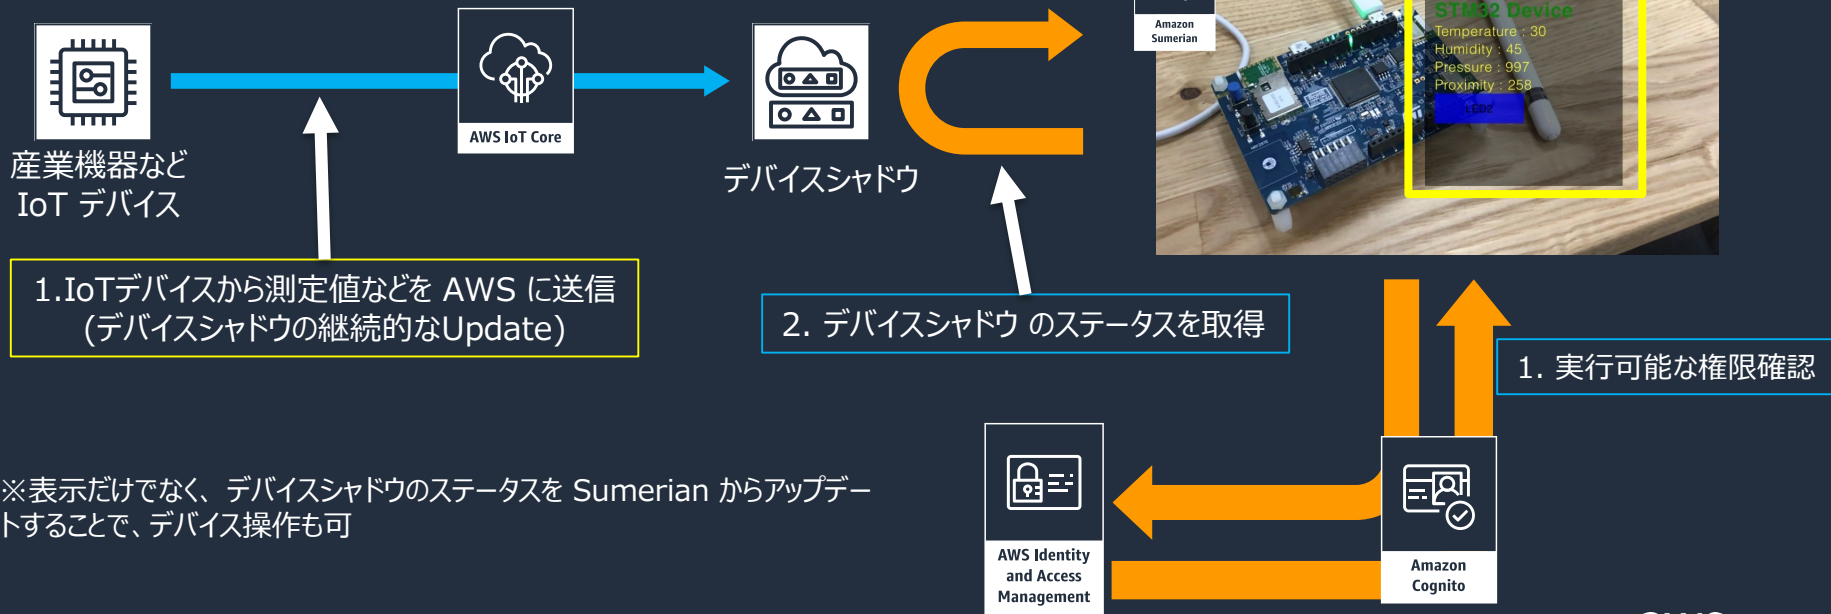 Amazon
Sumerian
STM32 Device
Temperature : 30
Humidity : 45
Pressure : 997
Proximity : 258
LED2
AWS IoT Core
産業機器など
IoT デバイス
デバイスシャドウ
1.IoTデバイスから測定値などを AWS に送信
(デバイスシャドウの継続的なUpdate)
2. デバイスシャドウ のステータスを取得
1. 実行可能な権限確認
※表示だけでなく、デバイスシャドウのステータスを Sumerian からアップデー
トすることで、デバイス操作も可
AWS Identity
and Access
Management
Amazon
Cognito